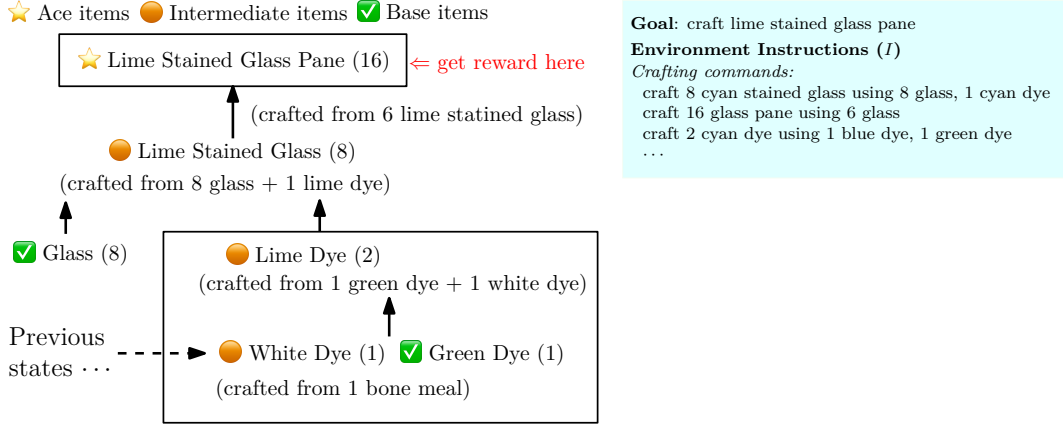 Ace items Intermediate items Base items
Lime Stained Glass Pane (16)
⇐ get reward here
(crafted from 6 lime statined glass)
Lime Stained Glass (8)
(crafted from 8 glass + 1 lime dye)
Glass (8)
Lime Dye (2)
(crafted from 1 green dye + 1 white dye)
Previous
states ···
White Dye (1) Green Dye (1)
(crafted from 1 bone meal)
Goal: craft lime stained glass pane
Environment Instructions (I)
Crafting commands:
craft 8 cyan stained glass using 8 glass, 1 cyan dye
craft 16 glass pane using 6 glass
craft 2 cyan dye using 1 blue dye, 1 green dye
···